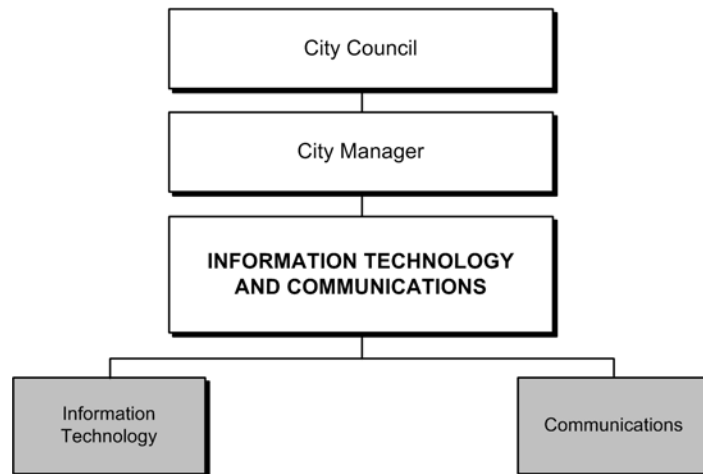 City Council
City Manager
INFORMATION TECHNOLOGY
AND COMMUNICATIONS
Information
Technology
Communications